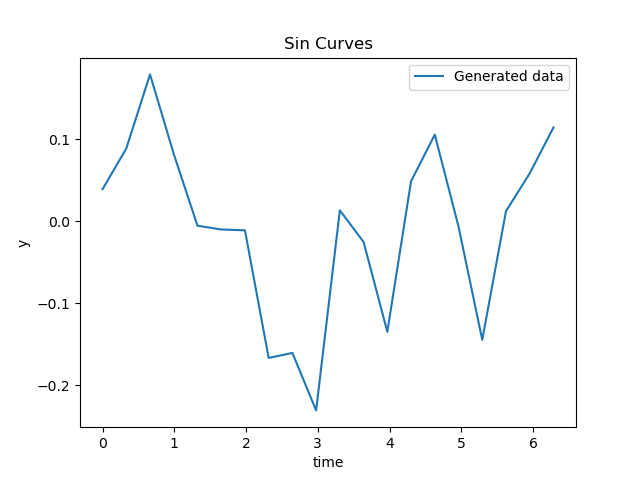 Sin Curves
Generated data
0.1
0.0
−0.1
−0.2
y
0 1 2 3 4 5 6
time